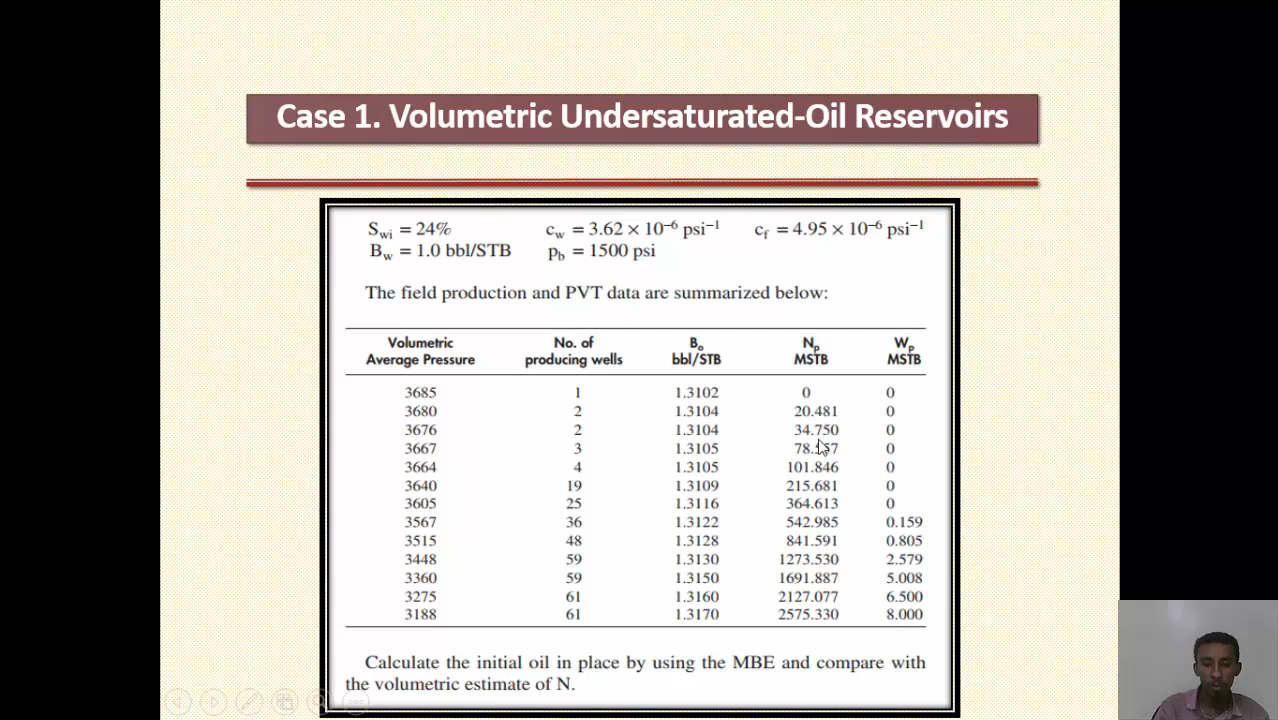 Case 1. Volumetric Undersaturated-Oil Reservoirs
S_wi = 24% c_w = 3.62 × 10⁻⁶ psi⁻¹ c_f = 4.95 × 10⁻⁶ psi⁻¹
B_w = 1.0 bbl/STB p_b = 1500 psi
The field production and PVT data are summarized below:
Volumetric No. of B_o N_p W_p
Average Pressure producing wells bbl/STB MSTB MSTB
3685 1 1.3102 0 0
3680 2 1.3104 20.481 0
3676 2 1.3104 34.750 0
3667 3 1.3105 0
3664 4 1.3105 101.846 0
3640 19 1.3109 215.681 0
3605 25 1.3116 364.613 0
3567 36 1.3122 542.985 0.159
3515 48 1.3128 841.591 0.805
3448 59 1.3130 1273.530 2.579
3360 59 1.3150 1691.887 5.008
3275 61 1.3160 2127.077 6.500
3188 61 1.3170 2575.330 8.000
Calculate the initial oil in place by using the MBE and compare with
the volumetric estimate of N.